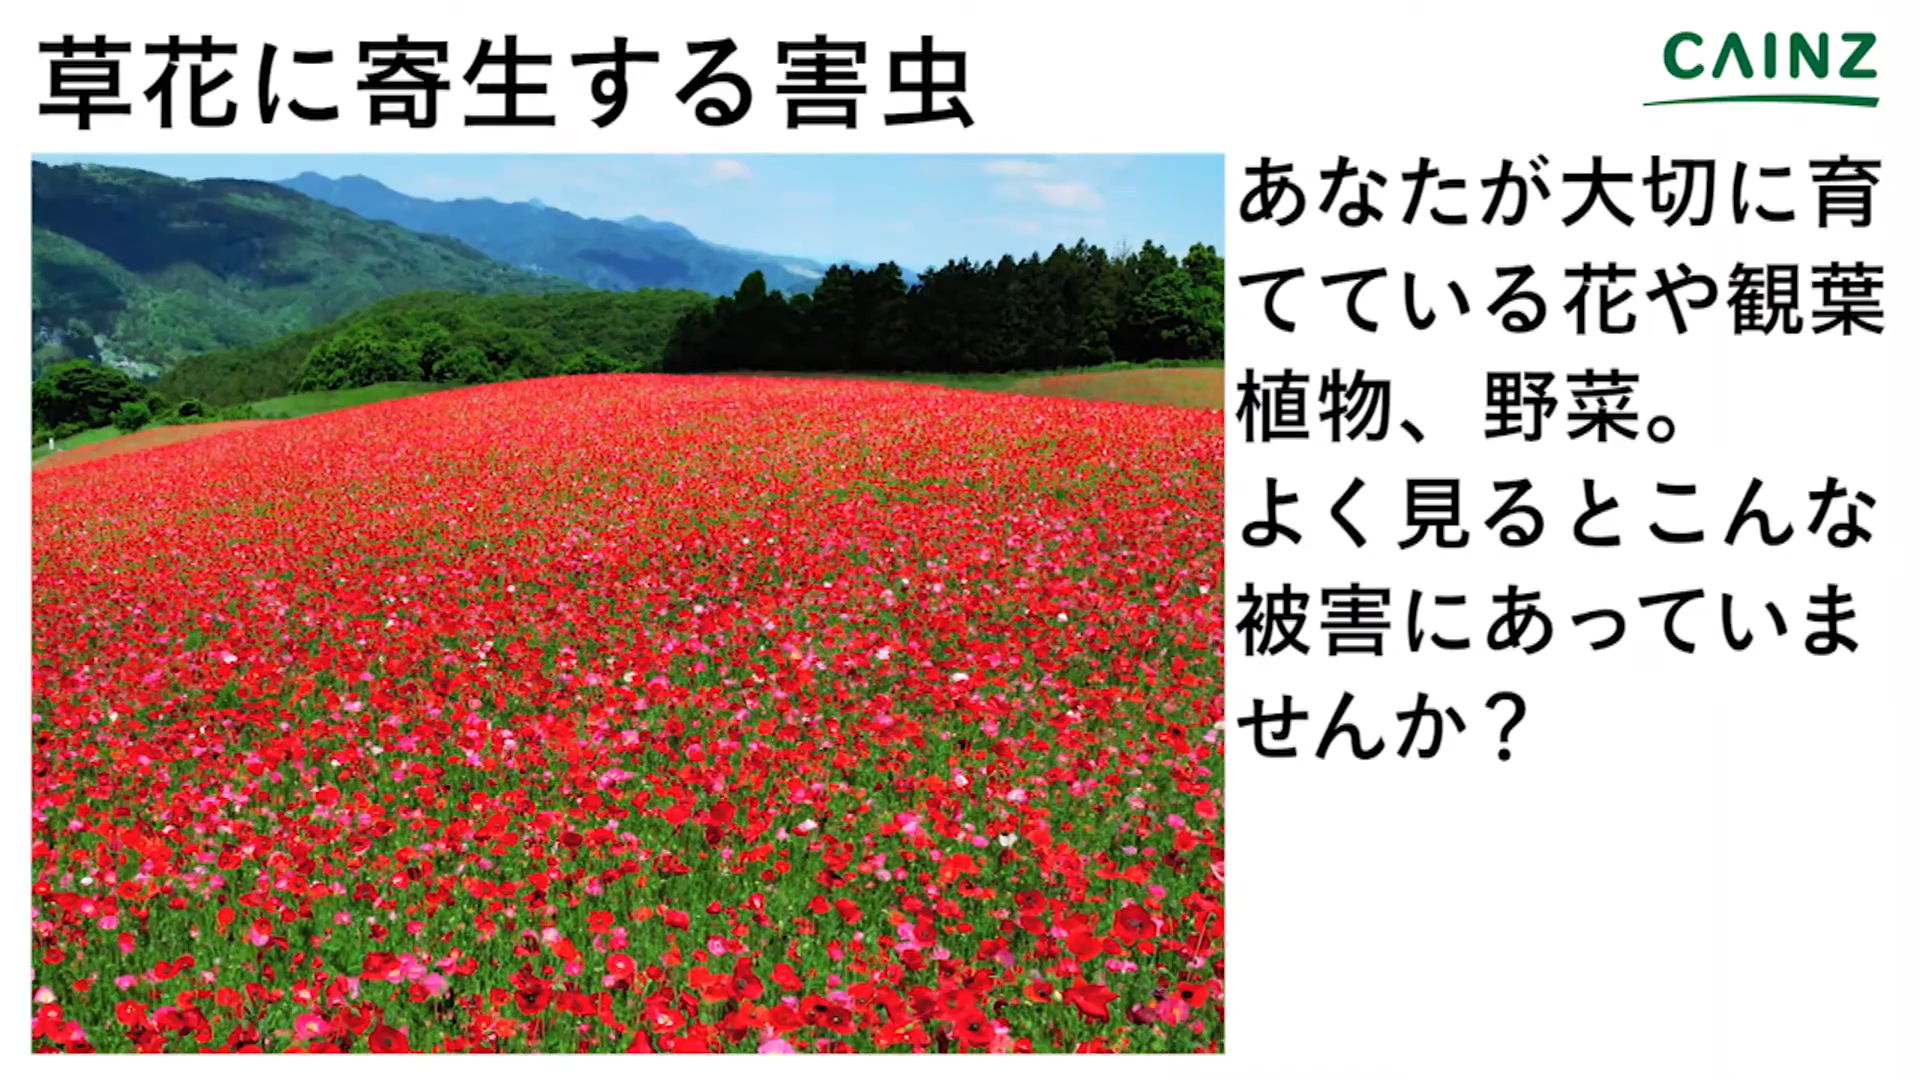 草花に寄生する害虫
CAINZ
あなたが大切に育
てている花や観葉
植物、野菜。
よく見るとこんな
被害にあっていま
せんか？